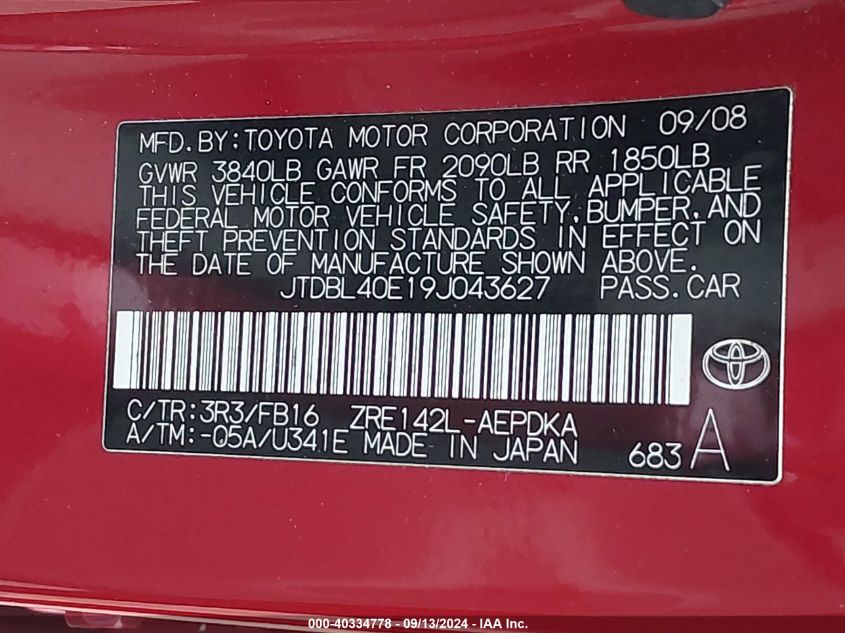 MFD. BY: TOYOTA MOTOR CORPORATION 09/08
GVWR 3840LB GAWR FR 2090LB RR 1850LB
THIS VEHICLE CONFORMS TO ALL APPLICABLE
FEDERAL MOTOR VEHICLE SAFETY, BUMPER, AND
THEFT PREVENTION STANDARDS IN EFFECT ON
THE DATE OF MANUFACTURE SHOWN ABOVE.
JTDBL40E19J043627 PASS. CAR
C/TR: 3R3/FB16 ZRE142L-AEPDKA
A/TM: -05A/U341E MADE IN JAPAN 683 A
000-40334778 - 09/13/2024 - IAA Inc.